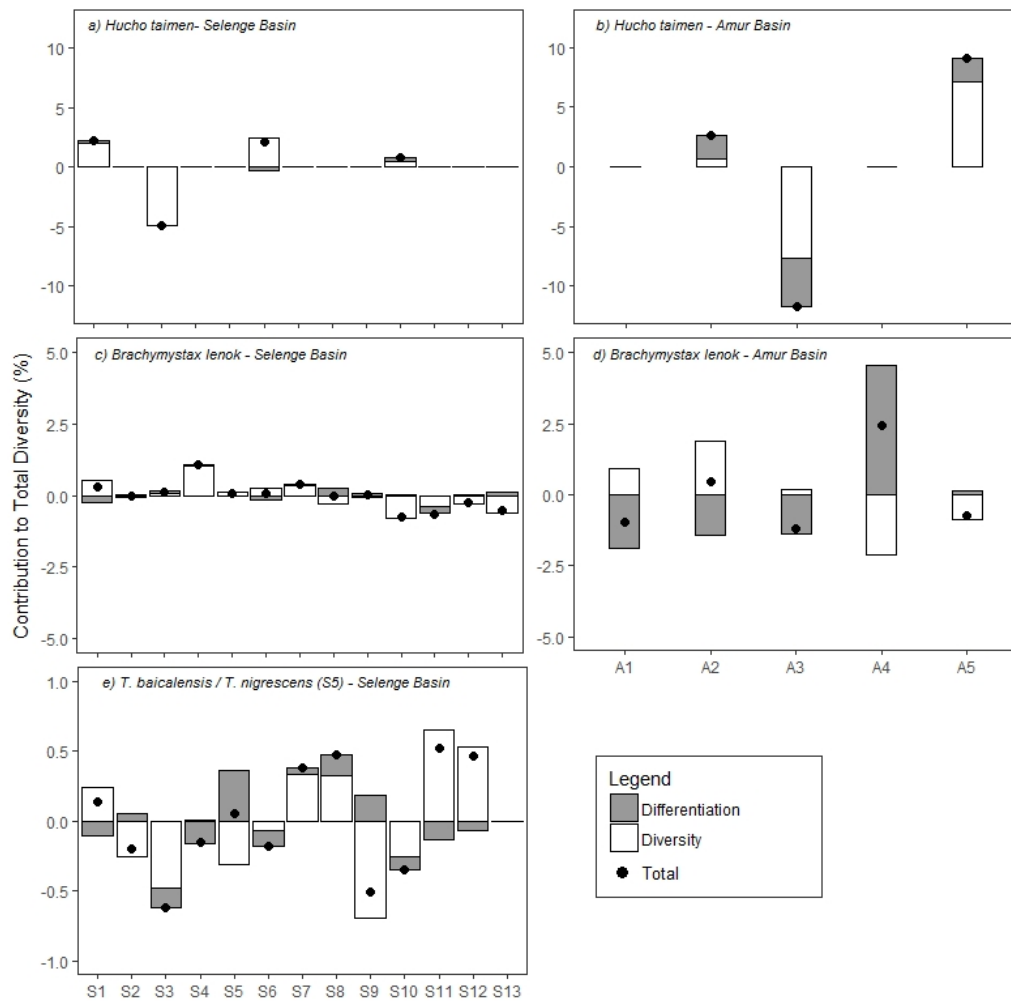 a) Hucho taimen- Selenge Basin
10
5
0
-5
-10
b) Hucho taimen - Amur Basin
10
5
0
-5
-10
Contribution to Total Diversity (%)
c) Brachymystax lenok - Selenge Basin
5.0
2.5
0.0
-2.5
-5.0
d) Brachymystax lenok - Amur Basin
5.0
2.5
0.0
-2.5
-5.0
A1 A2 A3 A4 A5
e) T. baicalensis / T. nigrescens (S5) - Selenge Basin
1.0
0.5
0.0
-0.5
-1.0
S1 S2 S3 S4 S5 S6 S7 S8 S9 S10 S11 S12 S13
Legend
Differentiation
Diversity
Total